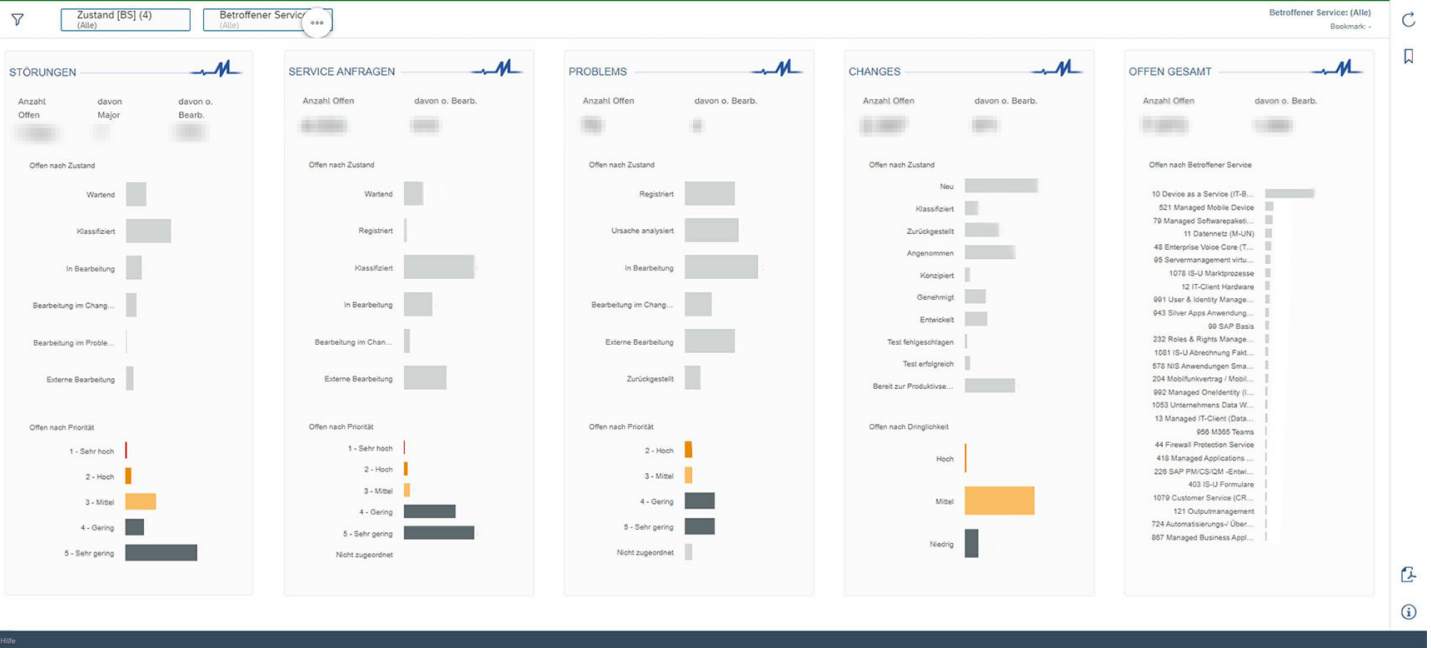 Zustand [BS] (4)
(Alle)
Betroffener Service
(Alle)
Betroffener Service: (Alle)
Bookmark: -
STÖRUNGEN
Anzahl Offen
davon Major
davon o. Bearb.
Offen nach Zustand
Wartend
Klassifiziert
In Bearbeitung
Bearbeitung im Chang...
Bearbeitung im Proble...
Externe Bearbeitung
Offen nach Priorität
1 - Sehr hoch
2 - Hoch
3 - Mittel
4 - Gering
5 - Sehr gering
SERVICE ANFRAGEN
Anzahl Offen
davon o. Bearb.
Offen nach Zustand
Wartend
Registriert
Klassifiziert
In Bearbeitung
Bearbeitung im Chan...
Externe Bearbeitung
Offen nach Priorität
1 - Sehr hoch
2 - Hoch
3 - Mittel
4 - Gering
5 - Sehr gering
Nicht zugeordnet
PROBLEMS
Anzahl Offen
davon o. Bearb.
Offen nach Zustand
Registriert
Ursache analysiert
In Bearbeitung
Bearbeitung im Chang...
Externe Bearbeitung
Zurückgestellt
Offen nach Priorität
2 - Hoch
3 - Mittel
4 - Gering
5 - Sehr gering
Nicht zugeordnet
CHANGES
Anzahl Offen
davon o. Bearb.
Offen nach Zustand
Neu
Klassifiziert
Zurückgestellt
Angenommen
Konzipiert
Genehmigt
Entwickelt
Test fehlgeschlagen
Test erfolgreich
Bereit zur Produktivse...
Offen nach Dringlichkeit
Hoch
Mittel
Niedrig
OFFEN GESAMT
Anzahl Offen
davon o. Bearb.
Offen nach Betroffener Service
10 Device as a Service (IT-B...
521 Managed Mobile Device
79 Managed Softwarepaketi...
11 Datennetz (M-UN)
48 Enterprise Voice Core (T...
95 Servermanagement virtu...
1078 IS-U Marktprozesse
12 IT-Client Hardware
991 User & Identity Manage...
943 Silver Apps Anwendung...
99 SAP Basis
232 Roles & Rights Manage...
1081 IS-U Abrechnung Fakt...
578 NIS Anwendungen Sma...
204 Mobilfunkvertrag / Mobil...
992 Managed OneIdentity (I...
1053 Unternehmens Data W...
13 Managed IT-Client (Data...
956 M365 Teams
44 Firewall Protection Service
418 Managed Applications ...
226 SAP PM/CS/QM -Entwi...
403 IS-U Formulare
1079 Customer Service (CR...
121 Outputmanagement
724 Automatisierungs-/ Über...
867 Managed Business Appl...
Hilfe